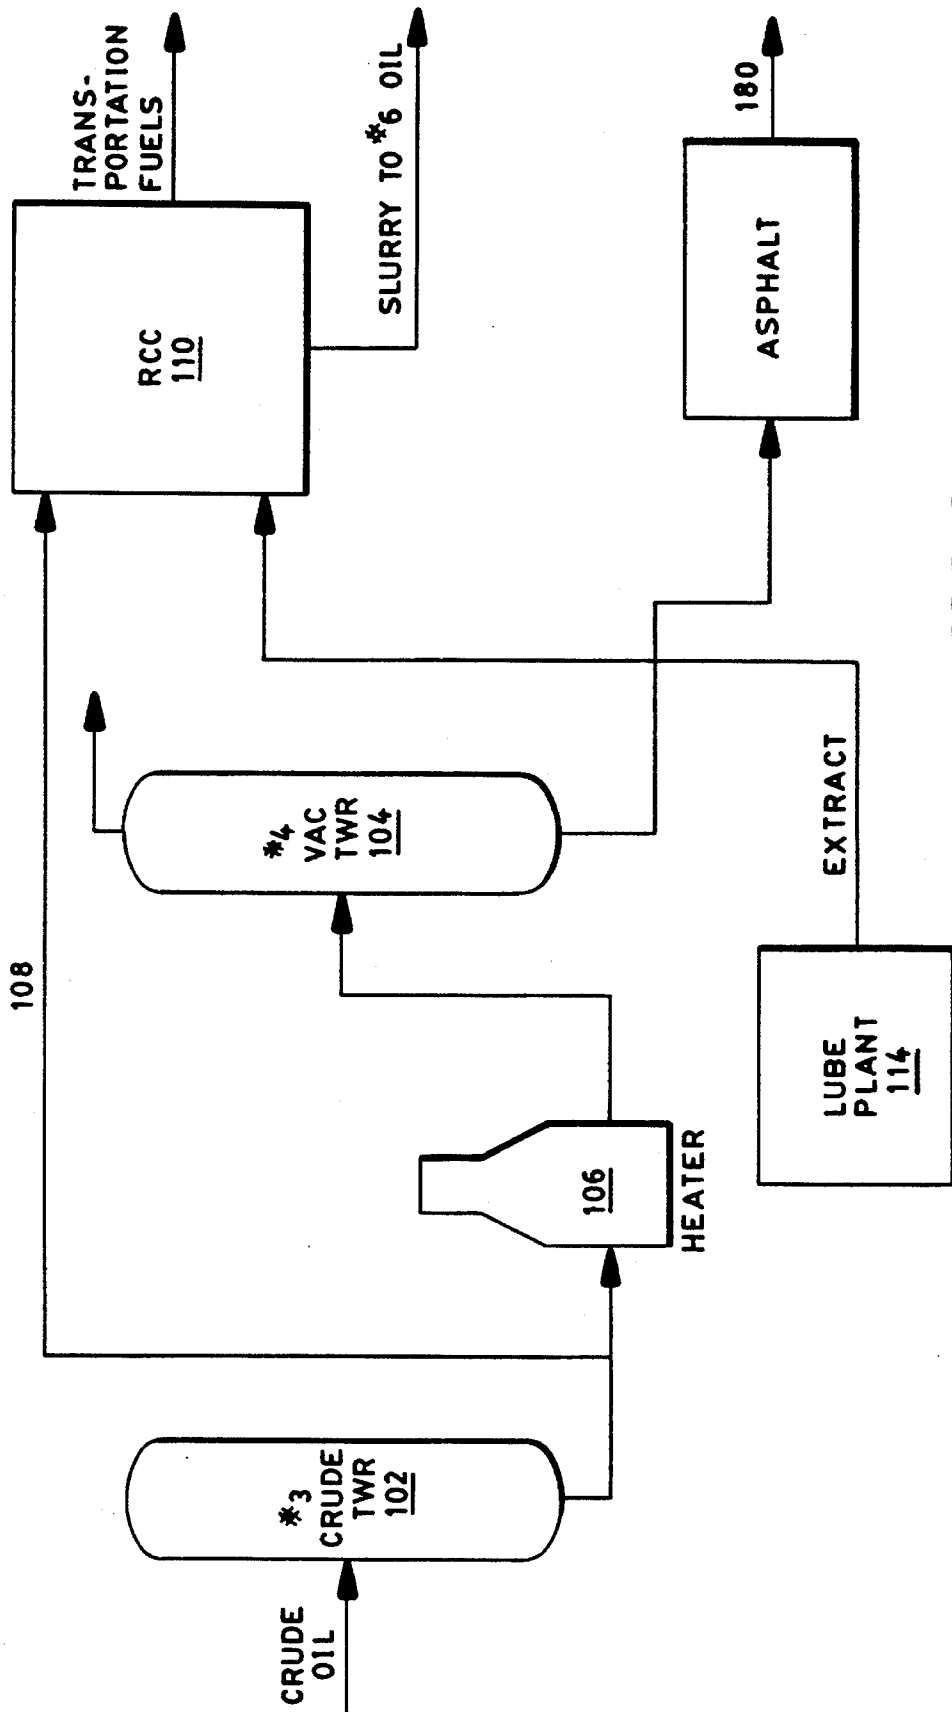 CRUDE
OIL
*3
CRUDE
TWR
102
108
106
HEATER
*4
VAC
TWR
104
LUBE
PLANT
114
EXTRACT
RCC
110
TRANS-
PORTATION
FUELS
SLURRY TO *6 OIL
ASPHALT
180